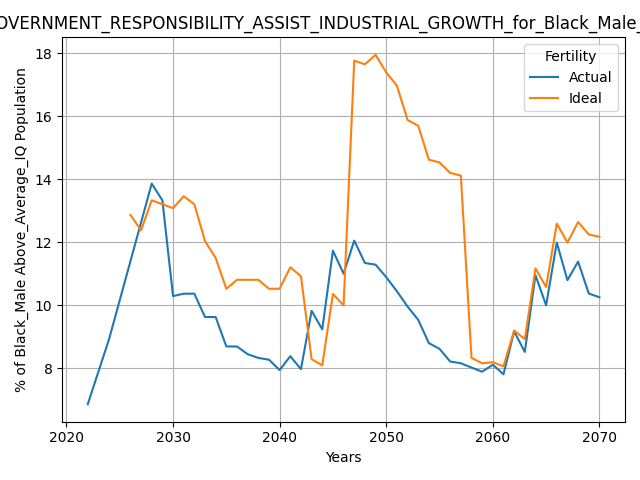 OVERNMENT_RESPONSIBILITY_ASSIST_INDUSTRIAL_GROWTH_for_Black_Male_
Fertility
Actual
Ideal
% of Black_Male Above_Average_IQ Population
18
16
14
12
10
8
2020 2030 2040 2050 2060 2070
Years